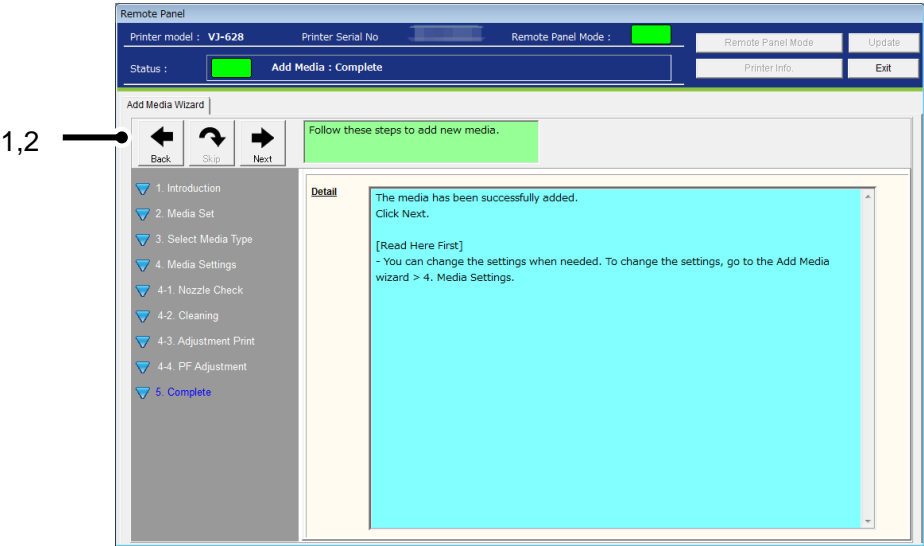 Remote Panel
Printer model : VJ-628 Printer Serial No Remote Panel Mode :
Remote Panel Mode Update
Status : Add Media : Complete
Printer Info. Exit
Add Media Wizard
1,2
Back Skip Next
Follow these steps to add new media.
1. Introduction
2. Media Set
3. Select Media Type
4. Media Settings
4-1. Nozzle Check
4-2. Cleaning
4-3. Adjustment Print
4-4. PF Adjustment
5. Complete
Detail
The media has been successfully added.
Click Next.
[Read Here First]
- You can change the settings when needed. To change the settings, go to the Add Media
wizard > 4. Media Settings.